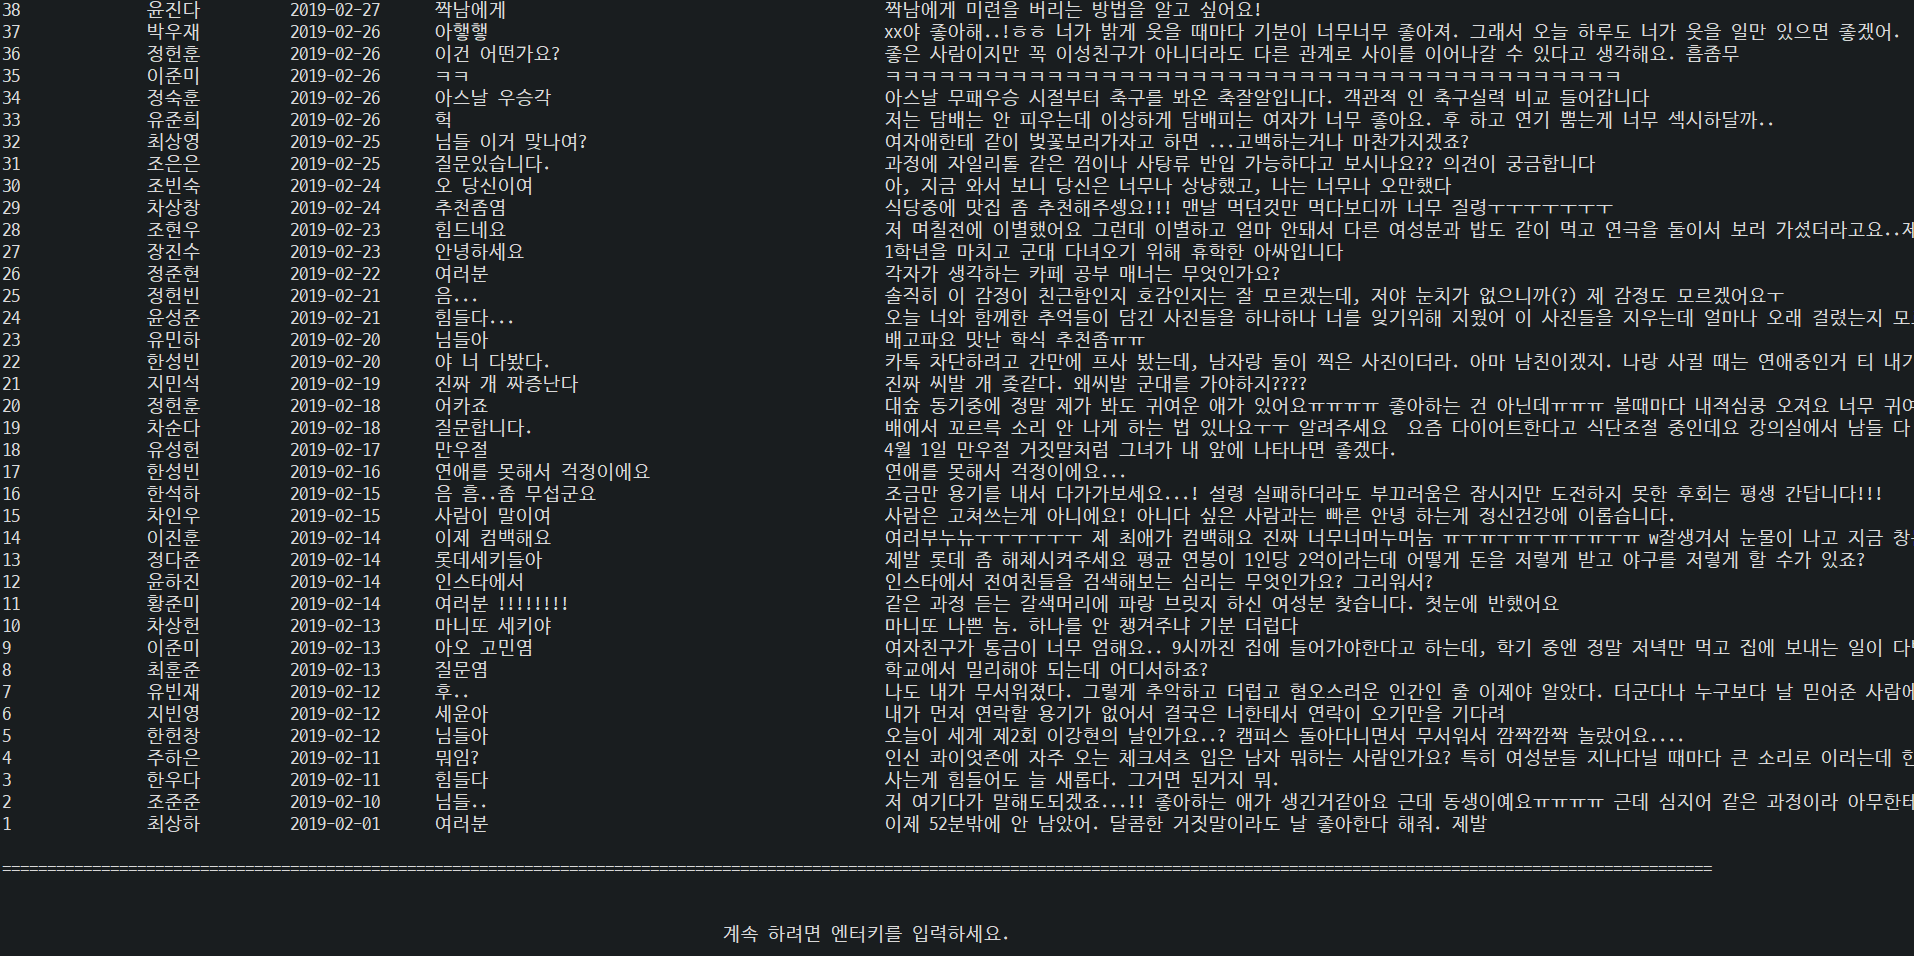 38 윤진다 2019-02-27 짝남에게 짝남에게 미련을 버리는 방법을 알고 싶어요!
37 박우재 2019-02-26 아햏햏 xx야 좋아해..!ㅎㅎ 너가 밝게 웃을 때마다 기분이 너무너무 좋아져. 그래서 오늘 하루도 너가 웃을 일만 있으면 좋겠어.
36 정헌훈 2019-02-26 이건 어떤가요? 좋은 사람이지만 꼭 이성친구가 아니더라도 다른 관계로 사이를 이어나갈 수 있다고 생각해요. 흠좀무
35 이준미 2019-02-26 ㅋㅋ ㅋㅋㅋㅋㅋㅋㅋㅋㅋㅋㅋㅋㅋㅋㅋㅋㅋㅋㅋㅋㅋㅋㅋㅋㅋㅋㅋㅋㅋㅋㅋㅋㅋㅋㅋㅋㅋㅋㅋㅋㅋ
34 정숙훈 2019-02-26 아스날 우승각 아스날 무패우승 시절부터 축구를 봐온 축잘알입니다. 객관적 인 축구실력 비교 들어갑니다
33 유준희 2019-02-26 헉 저는 담배는 안 피우는데 이상하게 담배피는 여자가 너무 좋아요. 후 하고 연기 뿜는게 너무 섹시하달까..
32 최상영 2019-02-25 님들 이거 맞나여? 여자애한테 같이 벚꽃보러가자고 하면 ...고백하는거나 마찬가지겠죠?
31 조은은 2019-02-25 질문있습니다. 과정에 자일리톨 같은 껌이나 사탕류 반입 가능하다고 보시나요?? 의견이 궁금합니다
30 조빈숙 2019-02-24 오 당신이여 아, 지금 와서 보니 당신은 너무나 상냥했고, 나는 너무나 오만했다
29 차상창 2019-02-24 추천좀염 식당중에 맛집 좀 추천해주셍요!!! 맨날 먹던것만 먹다보디까 너무 질령ㅜㅜㅜㅜㅜㅜㅜ
28 조현우 2019-02-23 힘드네요 저 며칠전에 이별했어요 그런데 이별하고 얼마 안돼서 다른 여성분과 밥도 같이 먹고 연극을 둘이서 보러 가셨더라고요..제
27 장진수 2019-02-23 안녕하세요 1학년을 마치고 군대 다녀오기 위해 휴학한 아싸입니다
26 정준현 2019-02-22 여러분 각자가 생각하는 카페 공부 매너는 무엇인가요?
25 정헌빈 2019-02-21 음... 솔직히 이 감정이 친근함인지 호감인지는 잘 모르겠는데, 저야 눈치가 없으니까(?) 제 감정도 모르겠어요ㅜ
24 윤성준 2019-02-21 힘들다... 오늘 너와 함께한 추억들이 담긴 사진들을 하나하나 너를 잊기위해 지웠어 이 사진들을 지우는데 얼마나 오래 걸렸는지 모
23 유민하 2019-02-20 님들아 배고파요 맛난 학식 추천좀ㅠㅠ
22 한성빈 2019-02-20 야 너 다봤다. 카톡 차단하려고 간만에 프사 봤는데, 남자랑 둘이 찍은 사진이더라. 아마 남친이겠지. 나랑 사귈 때는 연애중인거 티 내기
21 지민석 2019-02-19 진짜 개 짜증난다 진짜 씨발 개 좆같다. 왜씨발 군대를 가야하지????
20 정헌훈 2019-02-18 어카죠 대숲 동기중에 정말 제가 봐도 귀여운 애가 있어요ㅠㅠㅠㅠ 좋아하는 건 아닌데ㅠㅠㅠ 볼때마다 내적심쿵 오져요 너무 귀여
19 차순다 2019-02-18 질문합니다. 배에서 꼬르륵 소리 안 나게 하는 법 있나요ㅜㅜ 알려주세요  요즘 다이어트한다고 식단조절 중인데요 강의실에서 남들 다
18 유성헌 2019-02-17 만우절 4월 1일 만우절 거짓말처럼 그녀가 내 앞에 나타나면 좋겠다.
17 한성빈 2019-02-16 연애를 못해서 걱정이에요 연애를 못해서 걱정이에요...
16 한석하 2019-02-15 음 흠..좀 무섭군요 조금만 용기를 내서 다가가보세요...! 설령 실패하더라도 부끄러움은 잠시지만 도전하지 못한 후회는 평생 간답니다!!!
15 차인우 2019-02-15 사람이 말이여 사람은 고쳐쓰는게 아니에요! 아니다 싶은 사람과는 빠른 안녕 하는게 정신건강에 이롭습니다.
14 이진훈 2019-02-14 이제 컴백해요 여러부누뉴ㅜㅜㅜㅜㅜㅜ 제 최애가 컴백해요 진짜 너무너머누머눔 ㅠㅜㅠㅜㅠㅜㅠㅜㅠㅜㅠ w잘생겨서 눈물이 나고 지금 창
13 정다준 2019-02-14 롯데세키들아 제발 롯데 좀 해체시켜주세요 평균 연봉이 1인당 2억이라는데 어떻게 돈을 저렇게 받고 야구를 저렇게 할 수가 있죠?
12 윤하진 2019-02-14 인스타에서 인스타에서 전여친들을 검색해보는 심리는 무엇인가요? 그리워서?
11 황준미 2019-02-14 여러분 !!!!!!!! 같은 과정 듣는 갈색머리에 파랑 브릿지 하신 여성분 찾습니다. 첫눈에 반했어요
10 차상헌 2019-02-13 마니또 세키야 마니또 나쁜 놈. 하나를 안 챙겨주냐 기분 더럽다
9 이준미 2019-02-13 아오 고민염 여자친구가 통금이 너무 엄해요.. 9시까진 집에 들어가야한다고 하는데, 학기 중엔 정말 저녁만 먹고 집에 보내는 일이 다
8 최훈준 2019-02-13 질문염 학교에서 밀리해야 되는데 어디서하죠?
7 유빈재 2019-02-12 후.. 나도 내가 무서워졌다. 그렇게 추악하고 더럽고 혐오스러운 인간인 줄 이제야 알았다. 더군다나 누구보다 날 믿어준 사람에
6 지빈영 2019-02-12 세윤아 내가 먼저 연락할 용기가 없어서 결국은 너한테서 연락이 오기만을 기다려
5 한헌창 2019-02-12 님들아 오늘이 세계 제2회 이강현의 날인가요..? 캠퍼스 돌아다니면서 무서워서 깜짝깜짝 놀랐어요....
4 주하은 2019-02-11 뭐임? 인신 콰이엇존에 자주 오는 체크셔츠 입은 남자 뭐하는 사람인가요? 특히 여성분들 지나다닐 때마다 큰 소리로 이러는데 한
3 한우다 2019-02-11 힘들다 사는게 힘들어도 늘 새롭다. 그거면 된거지 뭐.
2 조준준 2019-02-10 님들.. 저 여기다가 말해도되겠죠...!! 좋아하는 애가 생긴거같아요 근데 동생이예요ㅠㅠㅠㅠ 근데 심지어 같은 과정이라 아무한테
1 최상하 2019-02-01 여러분 이제 52분밖에 안 남았어. 달콤한 거짓말이라도 날 좋아한다 해줘. 제발
계속 하려면 엔터키를 입력하세요.